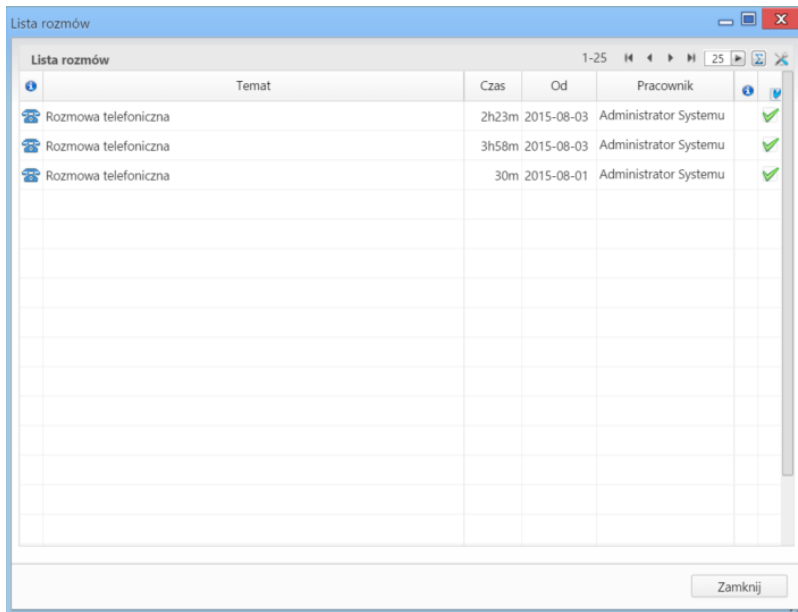 Lista rozmów
Lista rozmów 1-25 25 Σ
Temat Czas Od Pracownik
Rozmowa telefoniczna 2h23m 2015-08-03 Administrator Systemu
Rozmowa telefoniczna 3h58m 2015-08-03 Administrator Systemu
Rozmowa telefoniczna 30m 2015-08-01 Administrator Systemu
Zamknij